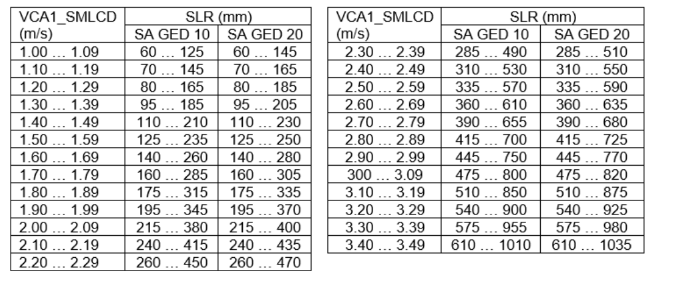 VCA1_SMLCD SLR (mm)
(m/s) SA GED 10 SA GED 20
1.00 ... 1.09 60 ... 125 60 ... 145
1.10 ... 1.19 70 ... 145 70 ... 165
1.20 ... 1.29 80 ... 165 80 ... 185
1.30 ... 1.39 95 ... 185 95 ... 205
1.40 ... 1.49 110 ... 210 110 ... 230
1.50 ... 1.59 125 ... 235 125 ... 250
1.60 ... 1.69 140 ... 260 140 ... 280
1.70 ... 1.79 160 ... 285 160 ... 305
1.80 ... 1.89 175 ... 315 175 ... 335
1.90 ... 1.99 195 ... 345 195 ... 370
2.00 ... 2.09 215 ... 380 215 ... 400
2.10 ... 2.19 240 ... 415 240 ... 435
2.20 ... 2.29 260 ... 450 260 ... 470
VCA1_SMLCD SLR (mm)
(m/s) SA GED 10 SA GED 20
2.30 ... 2.39 285 ... 490 285 ... 510
2.40 ... 2.49 310 ... 530 310 ... 550
2.50 ... 2.59 335 ... 570 335 ... 590
2.60 ... 2.69 360 ... 610 360 ... 635
2.70 ... 2.79 390 ... 655 390 ... 680
2.80 ... 2.89 415 ... 700 415 ... 725
2.90 ... 2.99 445 ... 750 445 ... 770
300 ... 3.09 475 ... 800 475 ... 820
3.10 ... 3.19 510 ... 850 510 ... 875
3.20 ... 3.29 540 ... 900 540 ... 925
3.30 ... 3.39 575 ... 955 575 ... 980
3.40 ... 3.49 610 ... 1010 610 ... 1035